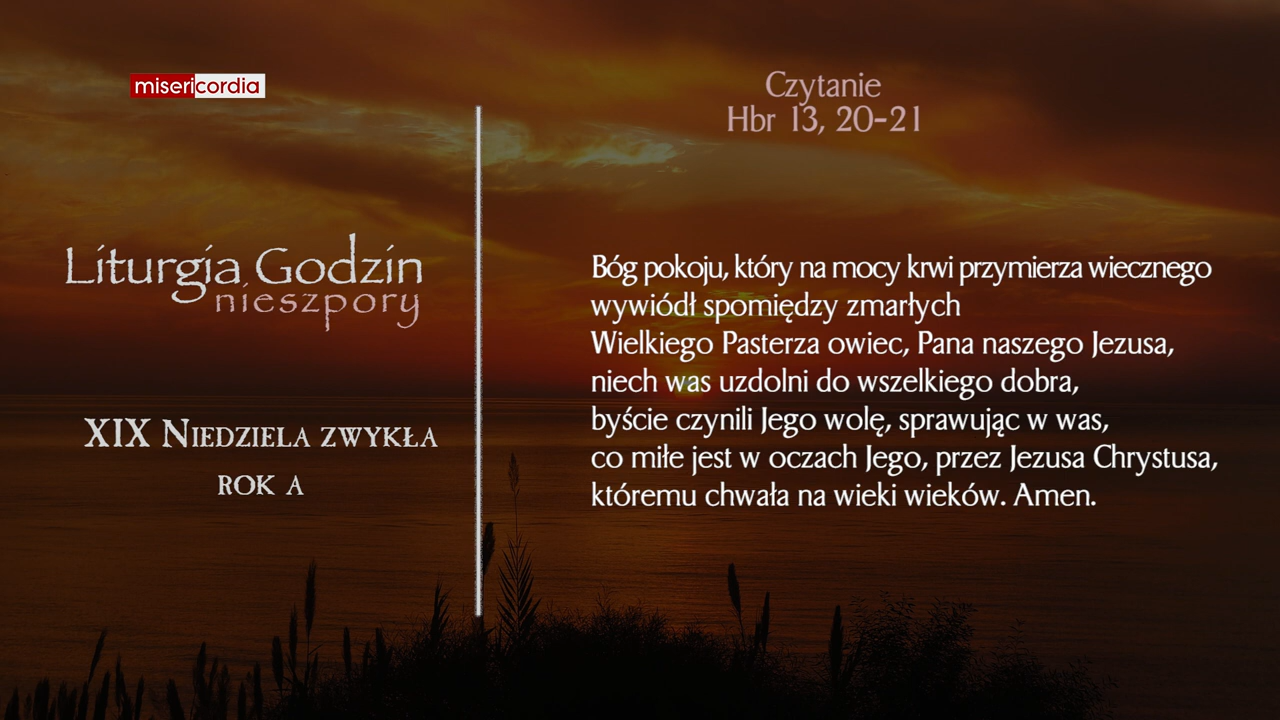 misericordia
Liturgia Godzin
nieszpory
XIX Niedziela zwykła
rok A
Czytanie
Hbr 13, 20-21
Bóg pokoju, który na mocy krwi przymierza wiecznego
wywiódł spomiędzy zmarłych
Wielkiego Pasterza owiec, Pana naszego Jezusa,
niech was uzdolni do wszelkiego dobra,
byście czynili Jego wolę, sprawując w was,
co miłe jest w oczach Jego, przez Jezusa Chrystusa,
któremu chwała na wieki wieków. Amen.